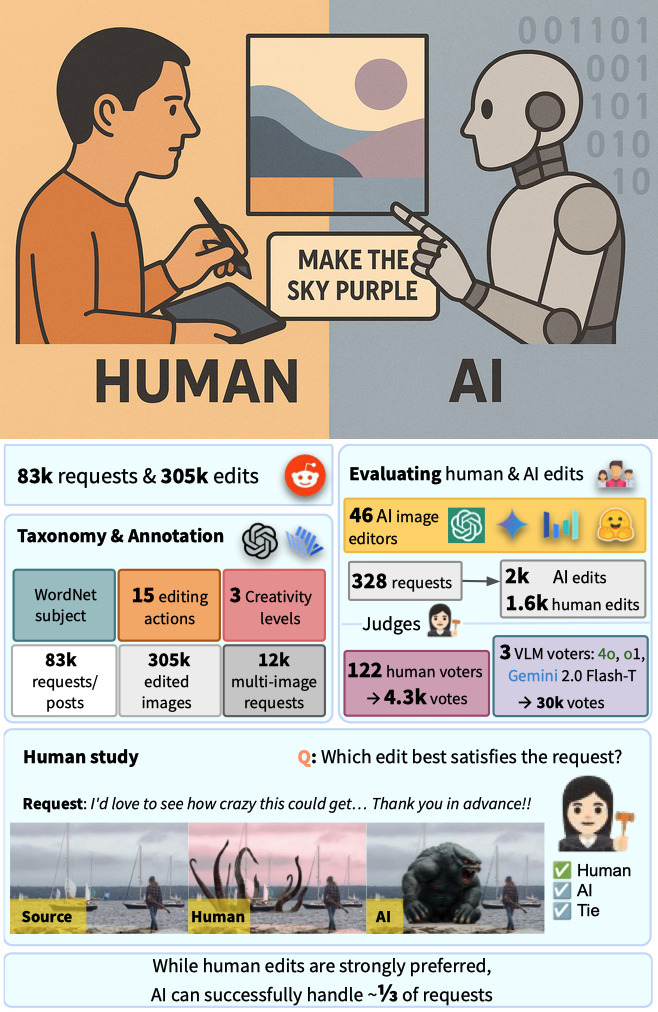 001101
001
101
010
10
MAKE THE
SKY PURPLE
HUMAN
AI
83k requests & 305k edits
Taxonomy & Annotation
WordNet
subject
15 editing
actions
3 Creativity
levels
83k
requests/
posts
305k
edited
images
12k
multi-image
requests
Evaluating human & AI edits
46 AI image
editors
328 requests
2k AI edits
1.6k human edits
Judges
122 human voters
→ 4.3k votes
3 VLM voters: 4o, o1,
Gemini 2.0 Flash-T
→ 30k votes
Human study
Q: Which edit best satisfies the request?
Request: I'd love to see how crazy this could get... Thank you in advance!!
Source
Human
AI
Human
AI
Tie
While human edits are strongly preferred,
AI can successfully handle ~⅓ of requests